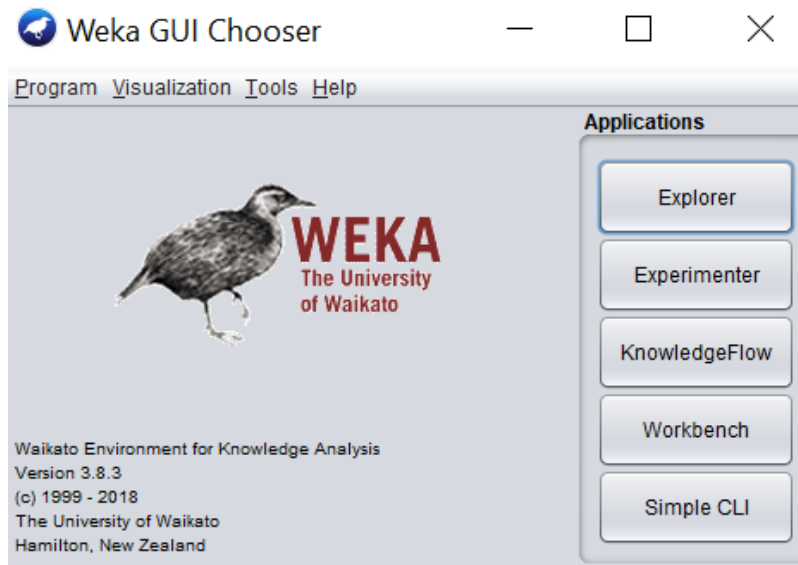 Weka GUI Chooser
Program Visualization Tools Help
Applications
WEKA
The University
of Waikato
Explorer
Experimenter
KnowledgeFlow
Workbench
Simple CLI
Waikato Environment for Knowledge Analysis
Version 3.8.3
(c) 1999 - 2018
The University of Waikato
Hamilton, New Zealand